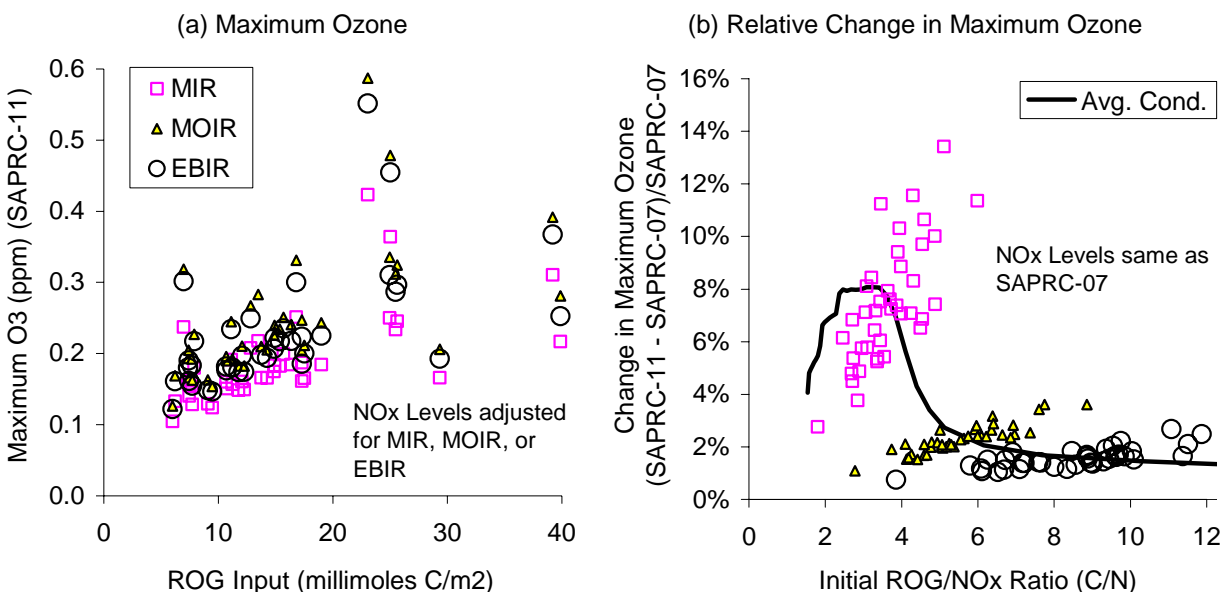 (a) Maximum Ozone
Maximum O3 (ppm) (SAPRC-11)
0.6
0.5
0.4
0.3
0.2
0.1
0.0
MIR
MOIR
EBIR
NOx Levels adjusted
for MIR, MOIR, or
EBIR
0
10
20
30
40
ROG Input (millimoles C/m2)
(b) Relative Change in Maximum Ozone
Change in Maximum Ozone
(SAPRC-11 - SAPRC-07)/SAPRC-07
16%
14%
12%
10%
8%
6%
4%
2%
0%
Avg. Cond.
NOx Levels same as
SAPRC-07
2
4
6
8
10
12
Initial ROG/NOx Ratio (C/N)